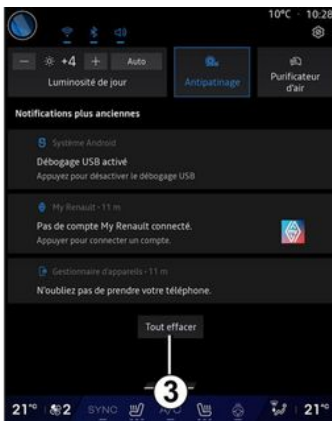 10°C · 10:28
— +4 + Auto
Luminosité de jour
Antipatinage
Purificateur d'air
Notifications plus anciennes
Système Android
Débogage USB activé
Appuyez pour désactiver le débogage USB
My Renault · 11 m
Pas de compte My Renault connecté.
Appuyer pour connecter un compte.
Gestionnaire d'appareils · 11 m
N'oubliez pas de prendre votre téléphone.
Tout effacer
3
21°° 2 SYNC A/C 21°°